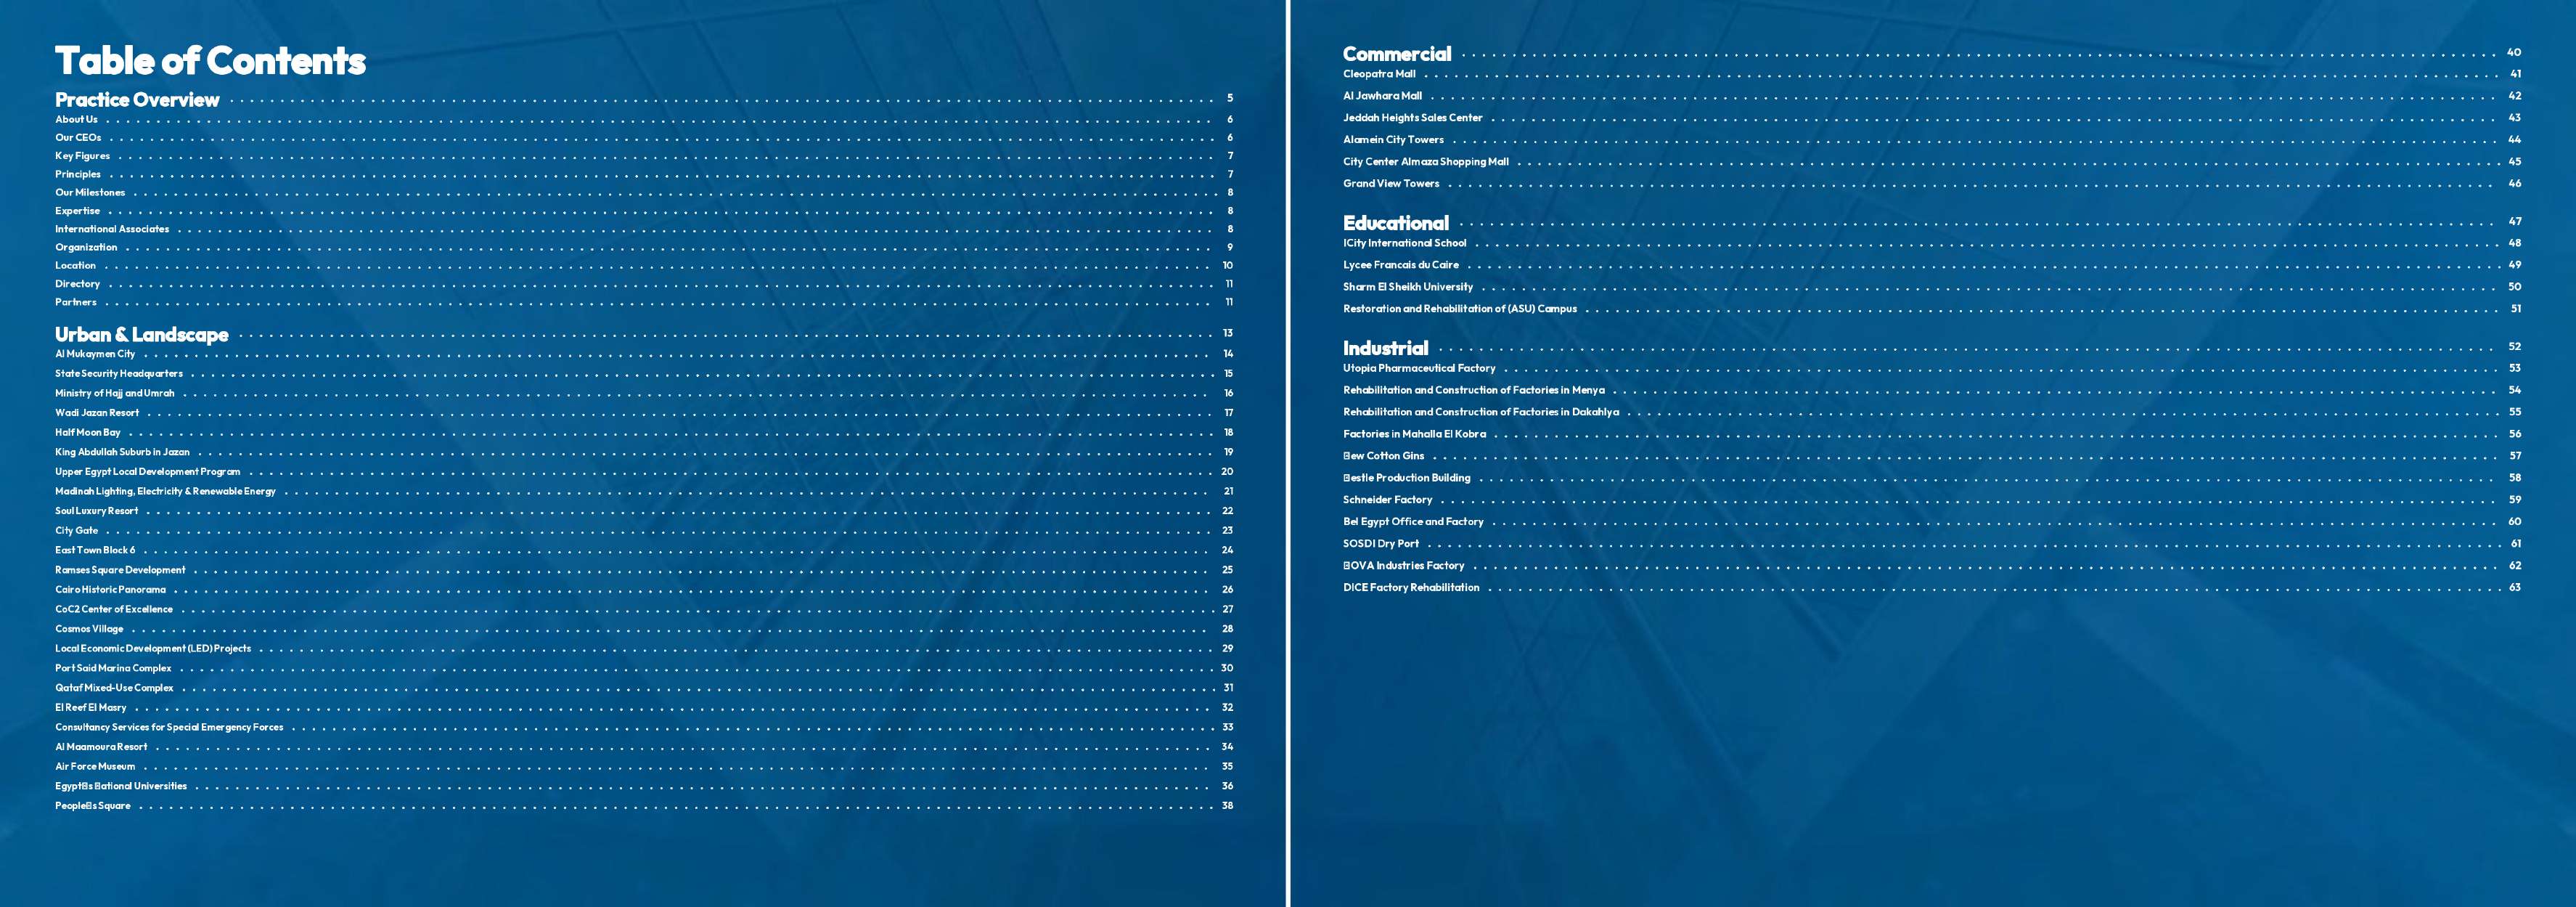 Table of Contents
Practice Overview 5
About Us 6
Our CEOs 6
Key Figures 7
Principles 7
Our Milestones 8
Expertise 8
International Associates 8
Organization 9
Location 10
Directory 11
Partners 11
Urban & Landscape 13
Al Mukaymen City 14
State Security Headquarters 15
Ministry of Hajj and Umrah 16
Wadi Jazan Resort 17
Half Moon Bay 18
King Abdullah Suburb in Jazan 19
Upper Egypt Local Development Program 20
Madinah Lighting, Electricity & Renewable Energy 21
Soul Luxury Resort 22
City Gate 23
East Town Block 6 24
Ramses Square Development 25
Cairo Historic Panorama 26
CoC2 Center of Excellence 27
Cosmos Village 28
Local Economic Development (LED) Projects 29
Port Said Marina Complex 30
Qataf Mixed-Use Complex 31
El Reef El Masry 32
Consultancy Services for Special Emergency Forces 33
Al Maamoura Resort 34
Air Force Museum 35
Egypt▯s ▯ational Universities 36
People▯s Square 38
Commercial 40
Cleopatra Mall 41
Al Jawhara Mall 42
Jeddah Heights Sales Center 43
Alamein City Towers 44
City Center Almaza Shopping Mall 45
Grand View Towers 46
Educational 47
ICity International School 48
Lycee Francais du Caire 49
Sharm El Sheikh University 50
Restoration and Rehabilitation of (ASU) Campus 51
Industrial 52
Utopia Pharmaceutical Factory 53
Rehabilitation and Construction of Factories in Menya 54
Rehabilitation and Construction of Factories in Dakahlya 55
Factories in Mahalla El Kobra 56
▯ew Cotton Gins 57
▯estle Production Building 58
Schneider Factory 59
Bel Egypt Office and Factory 60
SOSDI Dry Port 61
▯OVA Industries Factory 62
DICE Factory Rehabilitation 63